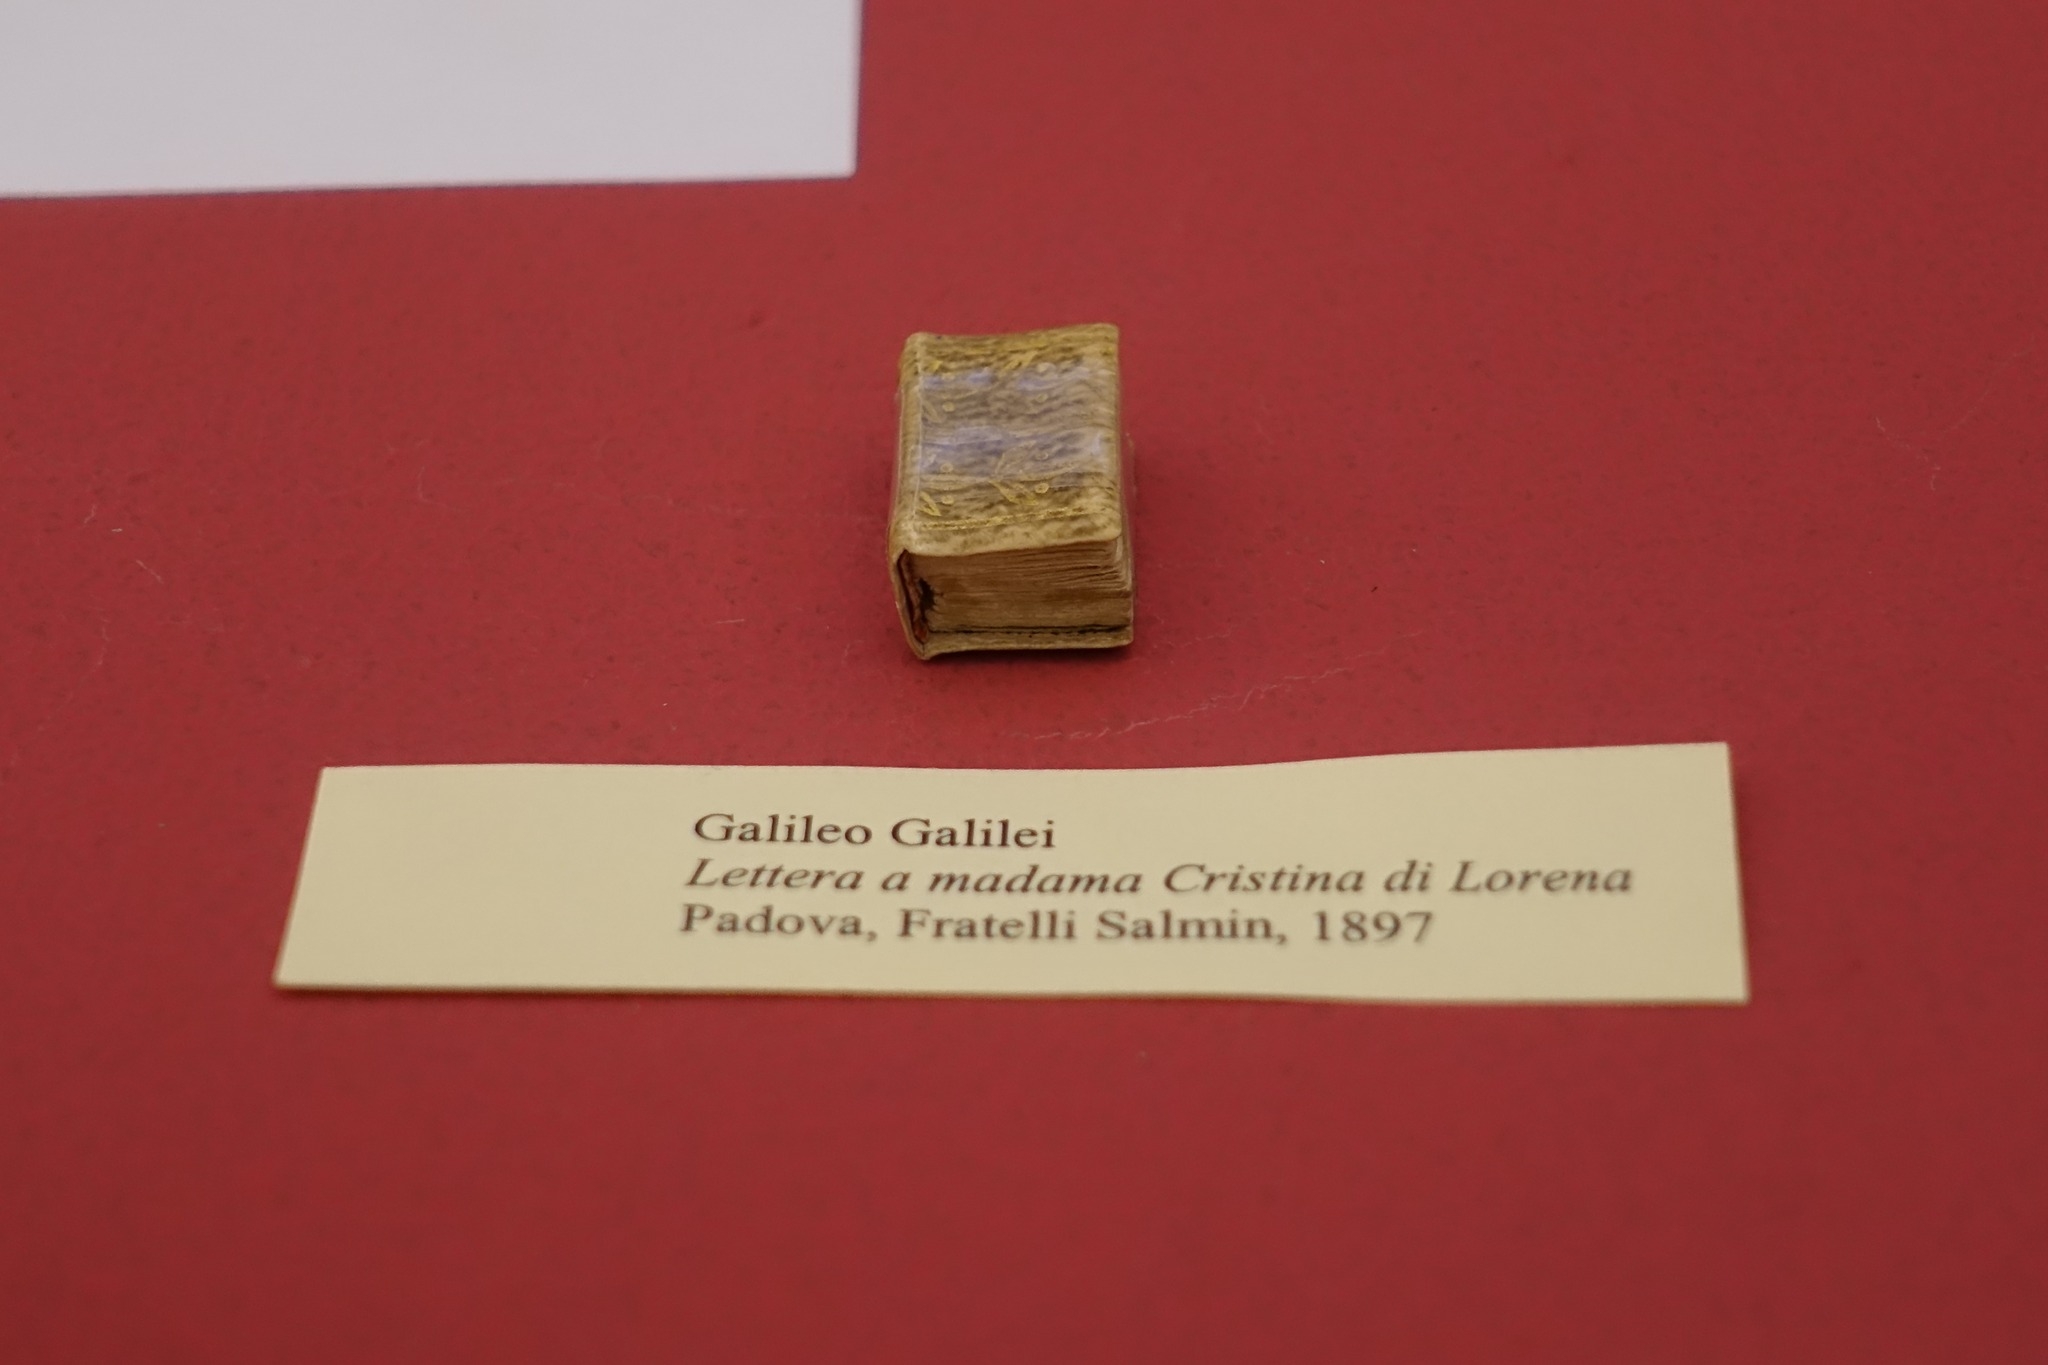 Galileo Galilei
Lettera a madama Cristina di Lorena
Padova, Fratelli Salmin, 1897